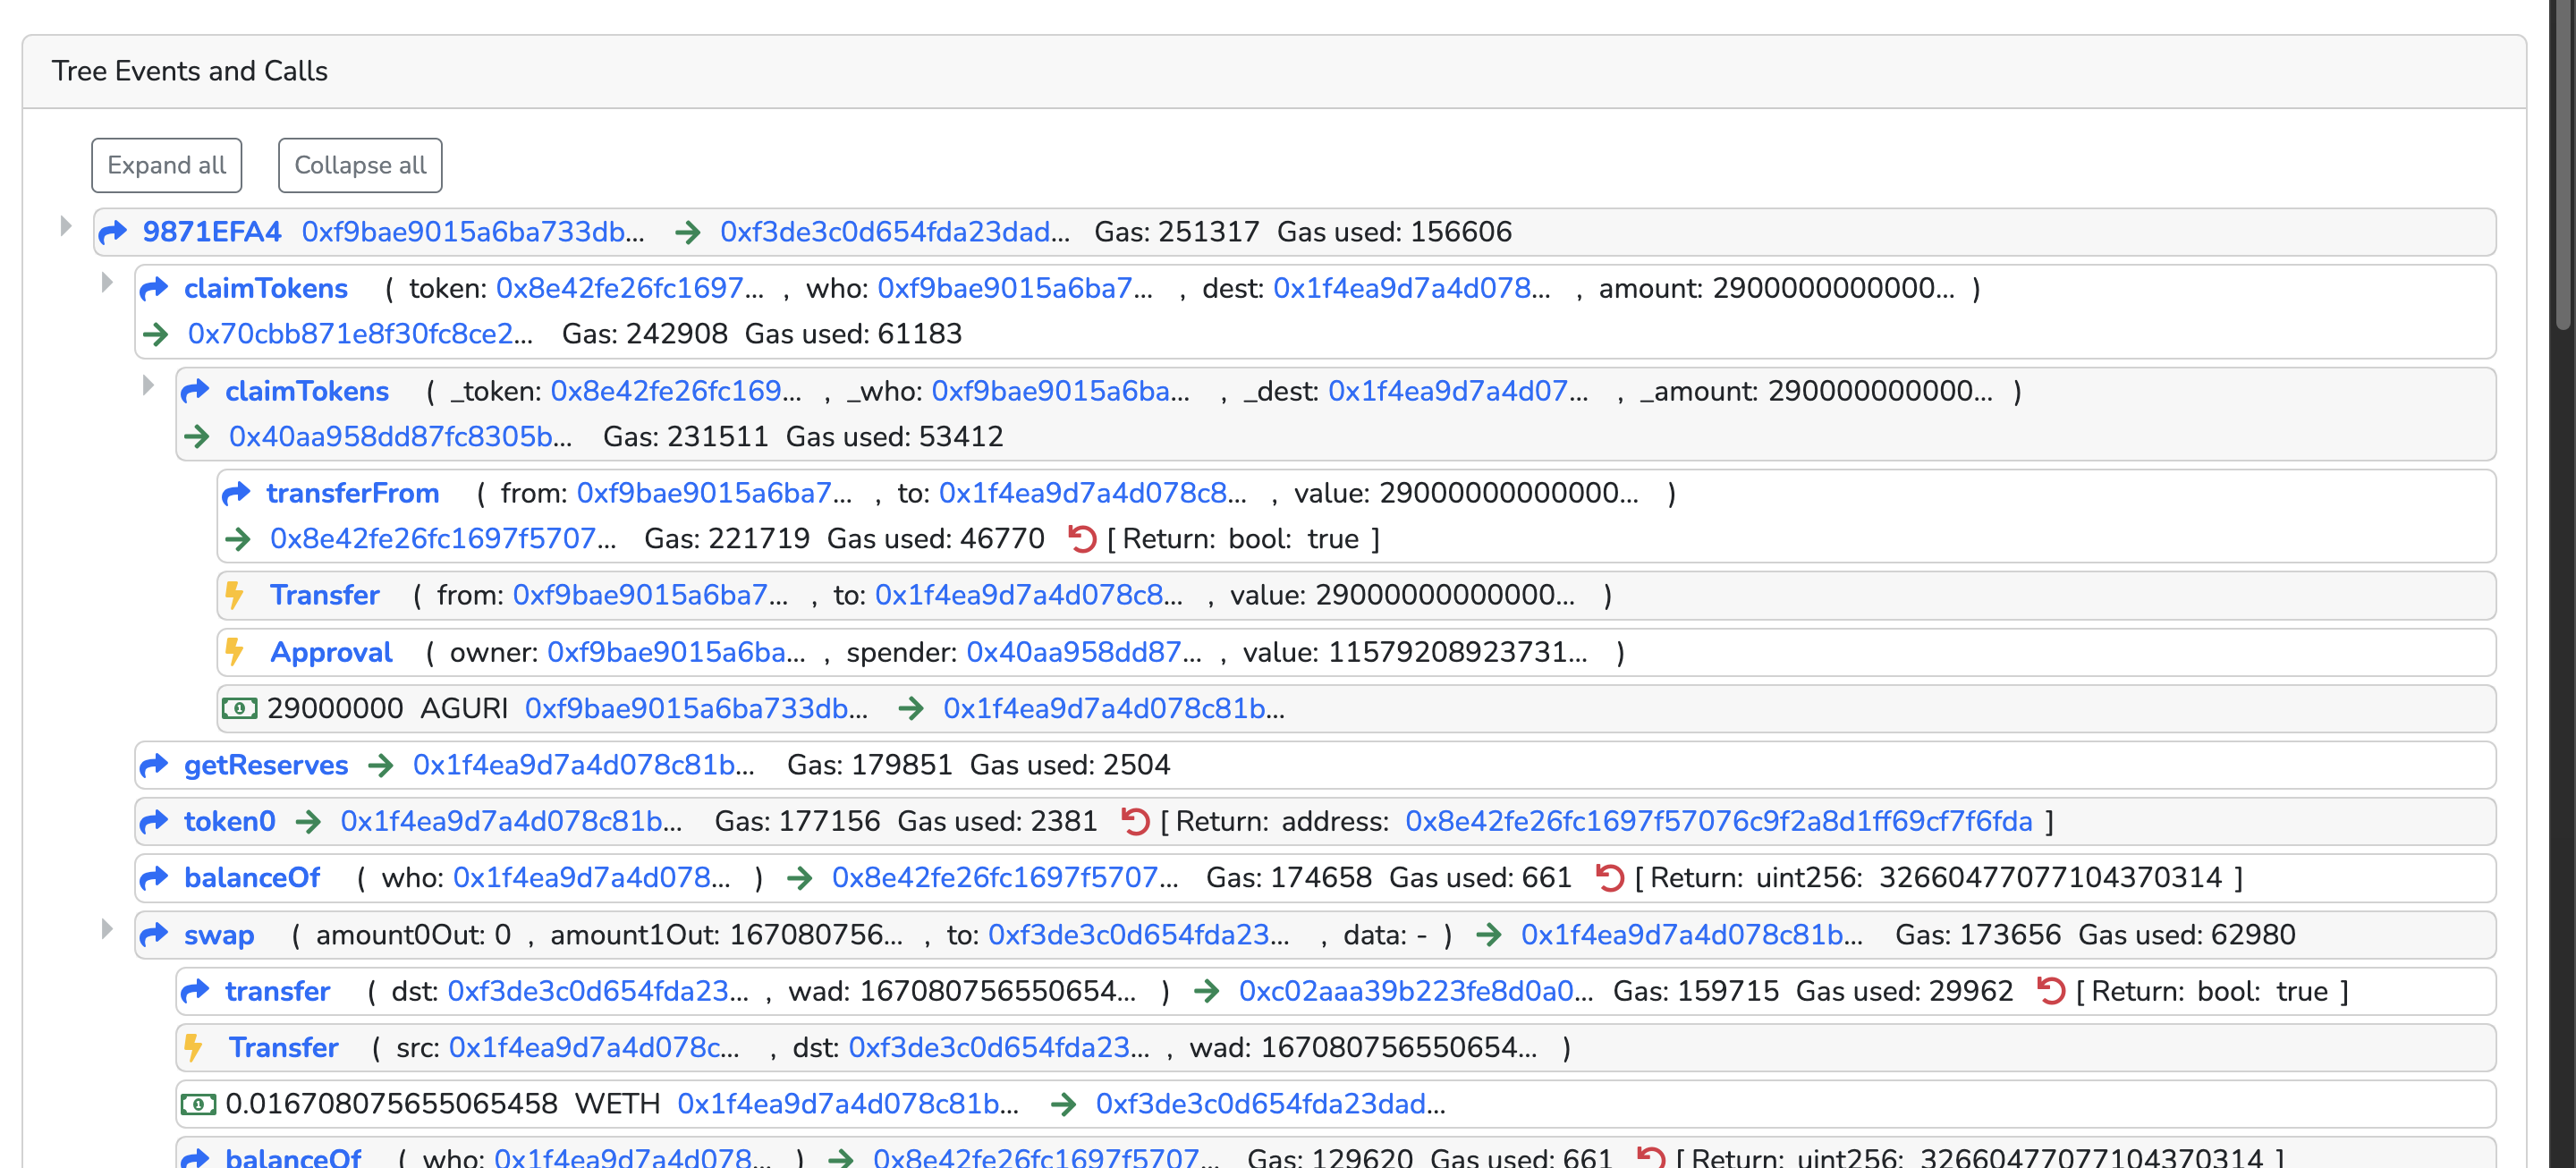 Tree Events and Calls
Expand all Collapse all
9871EFA4 0xf9bae9015a6ba733db... 0xf3de3c0d654fda23dad... Gas: 251317 Gas used: 156606
claimTokens ( token: 0x8e42fe26fc1697... , who: 0xf9bae9015a6ba7... , dest: 0x1f4ea9d7a4d078... , amount: 2900000000000... )
0x70cbb871e8f30fc8ce2... Gas: 242908 Gas used: 61183
claimTokens ( _token: 0x8e42fe26fc169... , _who: 0xf9bae9015a6ba... , _dest: 0x1f4ea9d7a4d07... , _amount: 290000000000... )
0x40aa958dd87fc8305b... Gas: 231511 Gas used: 53412
transferFrom ( from: 0xf9bae9015a6ba7... , to: 0x1f4ea9d7a4d078c8... , value: 29000000000000... )
0x8e42fe26fc1697f5707... Gas: 221719 Gas used: 46770 [ Return: bool: true ]
Transfer ( from: 0xf9bae9015a6ba7... , to: 0x1f4ea9d7a4d078c8... , value: 29000000000000... )
Approval ( owner: 0xf9bae9015a6ba... , spender: 0x40aa958dd87... , value: 11579208923731... )
29000000 AGURI 0xf9bae9015a6ba733db... 0x1f4ea9d7a4d078c81b...
getReserves 0x1f4ea9d7a4d078c81b... Gas: 179851 Gas used: 2504
token0 0x1f4ea9d7a4d078c81b... Gas: 177156 Gas used: 2381 [ Return: address: 0x8e42fe26fc1697f57076c9f2a8d1ff69cf7f6fda ]
balanceOf ( who: 0x1f4ea9d7a4d078... ) 0x8e42fe26fc1697f5707... Gas: 174658 Gas used: 661 [ Return: uint256: 32660477077104370314 ]
swap ( amount0Out: 0 , amount1Out: 167080756... , to: 0xf3de3c0d654fda23... , data: - ) 0x1f4ea9d7a4d078c81b... Gas: 173656 Gas used: 62980
transfer ( dst: 0xf3de3c0d654fda23... , wad: 167080756550654... ) 0xc02aaa39b223fe8d0a0... Gas: 159715 Gas used: 29962 [ Return: bool: true ]
Transfer ( src: 0x1f4ea9d7a4d078c... , dst: 0xf3de3c0d654fda23... , wad: 167080756550654... )
0.016708075655065458 WETH 0x1f4ea9d7a4d078c81b... 0xf3de3c0d654fda23dad...
balanceOf ( who: 0x1f4ea9d7a4d078... ) 0x8e42fe26fc1697f5707... Gas: 129620 Gas used: 661 [ Return: uint256: 32660477077104370314 ]